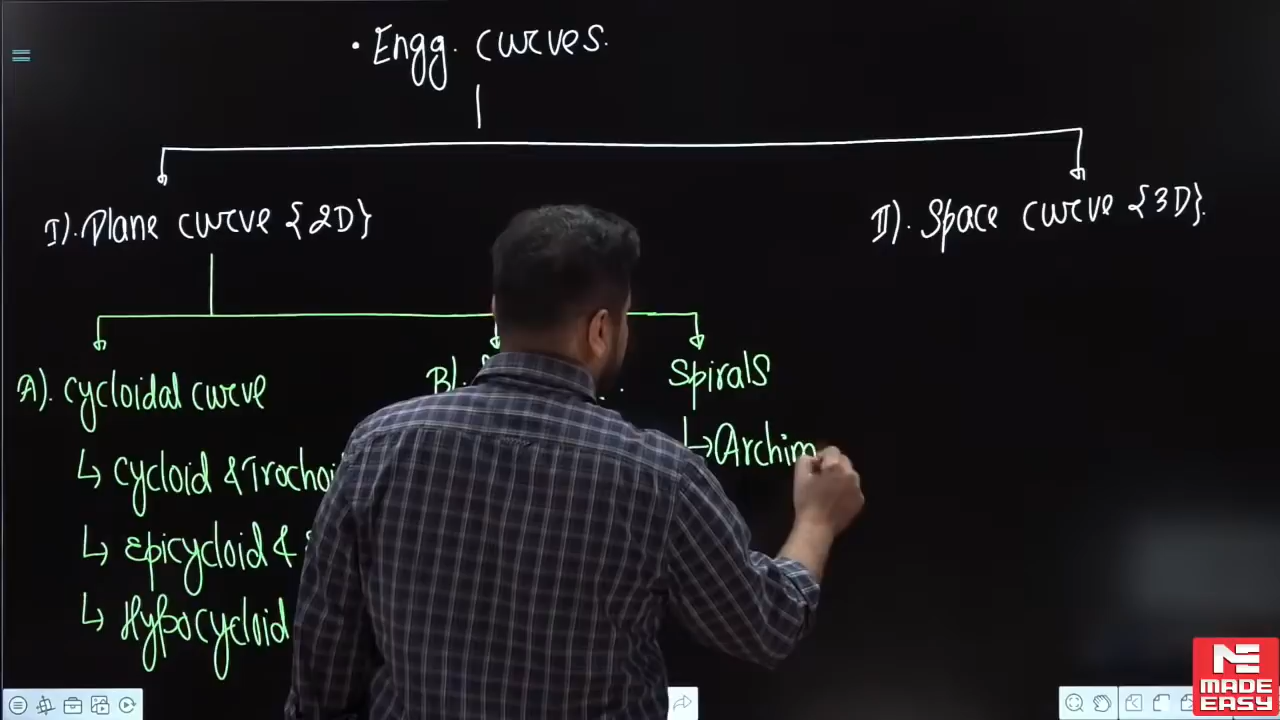 • Engg. curves.
I). Plane curve {2D}
II). Space curve {3D}.
A). Cycloidal curve
B).
Spirals
↳ Cycloid & Trochoi
→ Archim
↳ Epicycloid &
↳ Hypocycloid
MADE
EASY